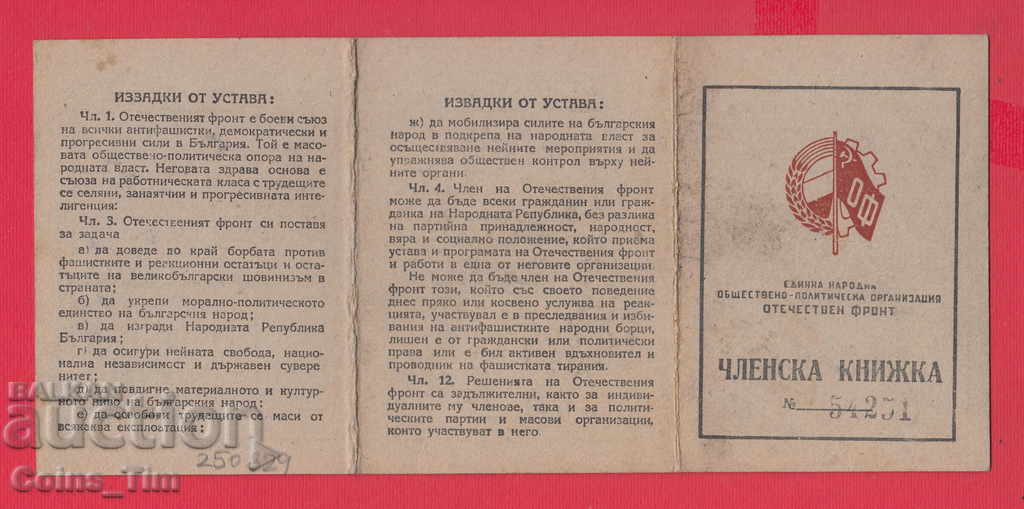 ИЗЗАДКИ ОТ УСТАВА:
Чл. 1. Отечественият фронт е боеви съюз
на всички антифашистки, демократически и
прогресивни сили в България. Той е масо-
вата обществено-политическа опора на на-
родната власт. Неговата здрава основа е
съюза на работническата класа с трудещите
се селяни, занаятчии и прогресивната инте-
лигенция:
Чл. 3. Отечественият фронт си поставя
за задача
а) да доведе до край борбата против
фашистките и реакционни остатъци и оста-
тъците на великобългарски шовинизъм в
страната;
б) да укрепи морално-политическото
единство на българския народ;
в) да изгради Народната Република
България;
г) да осигури нейната свобода, нацио-
нална независимост и държавен сувере
нитет;
д) да повдигне материалното и култур-
ното ниво на българския народ;
е) да освободи трудещите се маси от
всякаква експлоатация;
250 329
ИЗВАДКИ ОТ УСТАВА:
ж) да мобилизира силите на българския
народ в подкрепа на народната власт за
осъществяване нейните мероприятия и да
упражнява обществен контрол върху ней-
ните органи.
Чл. 4. Член на Отечествения фронт
може да бъде всеки гражданин или граж-
данка на Народната Република, без разлика
на партийна принадлежност, народност,
вяра и социално положение, който приема
устава и програмата на Отечествения фронт
и работи в една от неговите организации.
Не може да бъде член на Отечествения
фронт този, който със своето поведение
днес пряко или косвено услужва на реак-
цията, участвувал е в преследвания и изби-
вания на антифашистките народни борци,
лишен е от граждански или политически
права или е бил активен вдъхновител и
проводник на фашистката тирания.
Чл. 12. Решенията на Отечествения
фронт са задължителни, както за индиви-
дуалните му членове, така и за полити-
ческите партии и масови организации,
които участвуват в него.
ОФ
ЕДИННА НАРОДНА
ОБЩЕСТВЕНО-ПОЛИТИЧЕСКА ОРГАНИЗАЦИЯ
ОТЕЧЕСТВЕН ФРОНТ
ЧЛЕНСКА КНИЖКА
№ 54251
BALKAN
auction
Coins_Tim